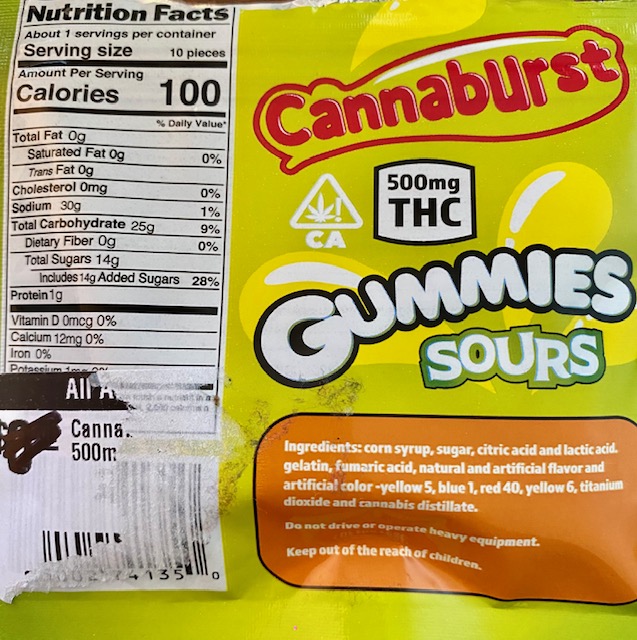 Nutrition Facts
About 1 servings per container
Serving size 10 pieces
Amount Per Serving
Calories 100
% Daily Value*
Total Fat 0g
Saturated Fat 0g 0%
Trans Fat 0g
Cholesterol 0mg 0%
Sodium 30g 1%
Total Carbohydrate 25g 9%
Dietary Fiber 0g 0%
Total Sugars 14g
Includes 14g Added Sugars 28%
Protein 1g
Vitamin D 0mcg 0%
Calcium 12mg 0%
Iron 0%
Potassium 1mg 0%
All A
Canna.
500m
4135 0
Cannaburst
500mg
THC
CA
GUMMIES
SOURS
Ingredients: corn syrup, sugar, citric acid and lactic acid.
gelatin, fumaric acid, natural and artificial flavor and
artificial color -yellow 5, blue 1, red 40, yellow 6, titanium
dioxide and cannabis distillate.
Do not drive or operate heavy equipment.
Keep out of the reach of children.